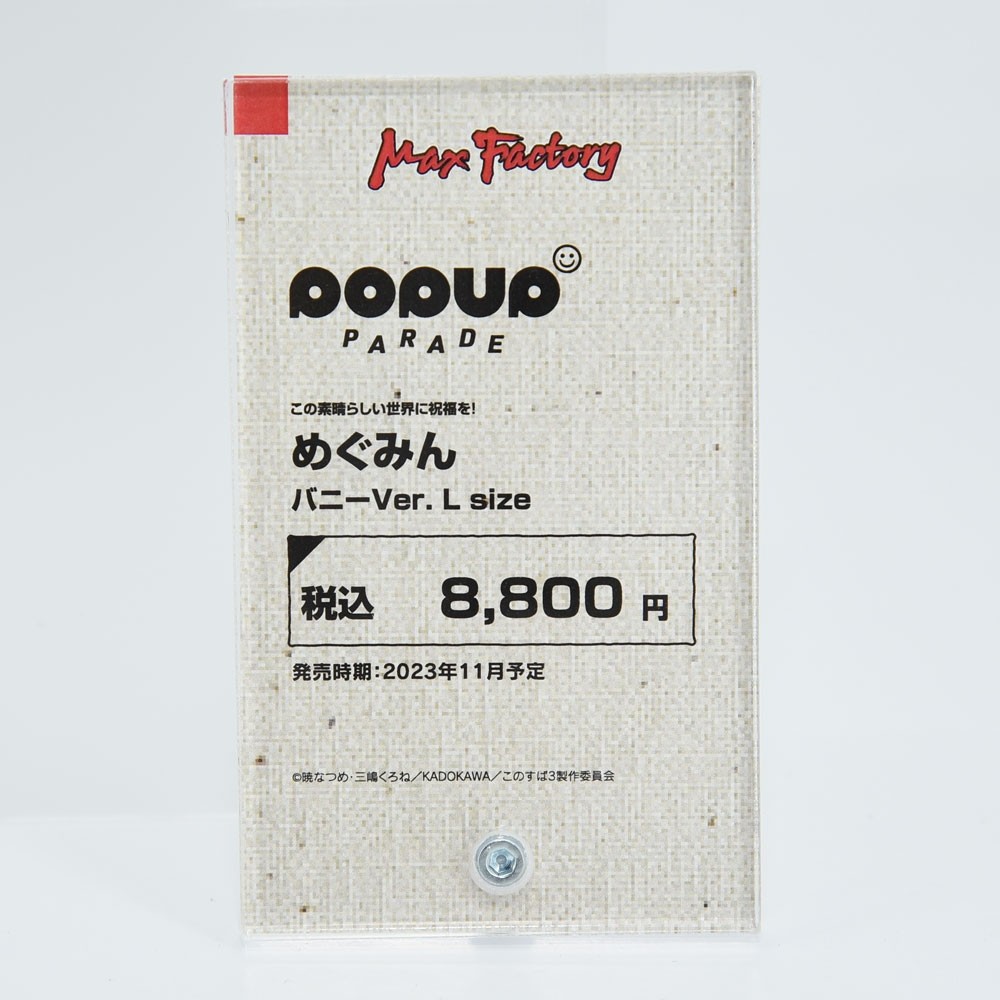 Max Factory
POPUP
PARADE
この素晴らしい世界に祝福を!
めぐみん
バニーVer. L size
税込 8,800 円
発売時期:2023年11月予定
©暁なつめ・三嶋くろね/KADOKAWA/このすば3製作委員会